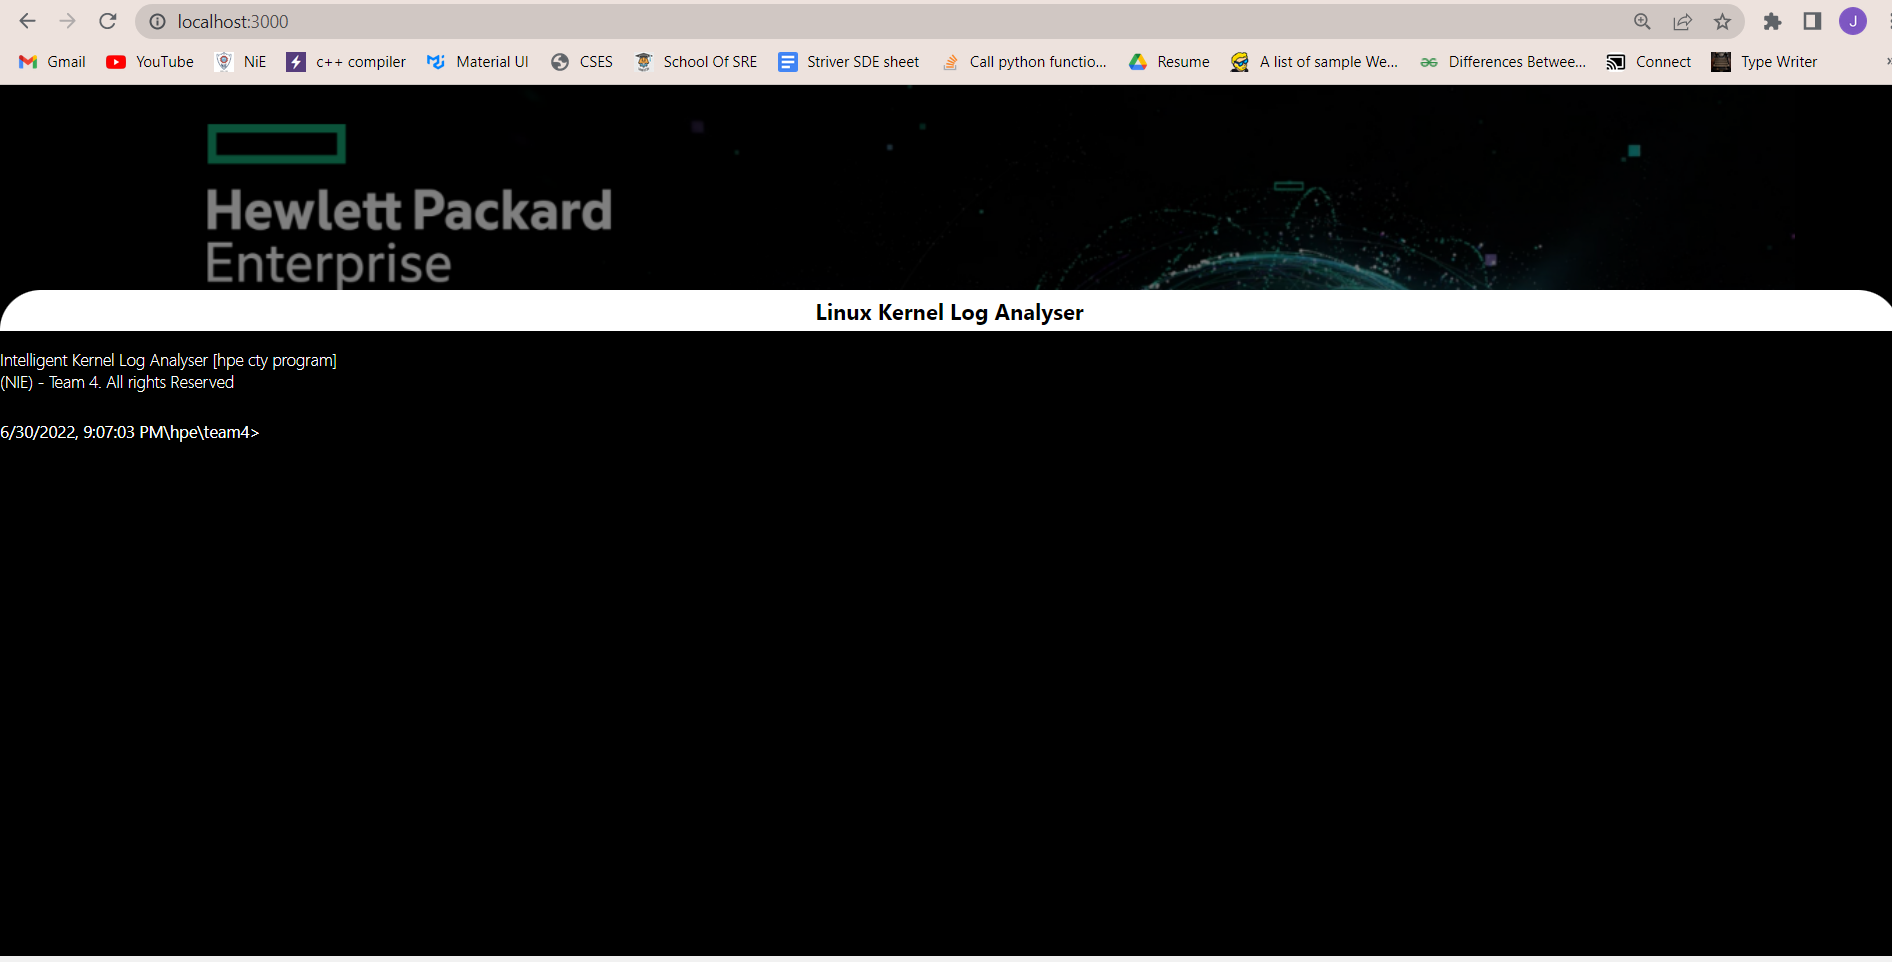 localhost:3000
J
Gmail YouTube NiE c++ compiler Material UI CSES School Of SRE Striver SDE sheet Call python functio... Resume A list of sample We... Differences Betwee... Connect Type Writer »
Hewlett Packard
Enterprise
Linux Kernel Log Analyser
Intelligent Kernel Log Analyser [hpe cty program]
(NIE) - Team 4. All rights Reserved
6/30/2022, 9:07:03 PM\hpe\team4>